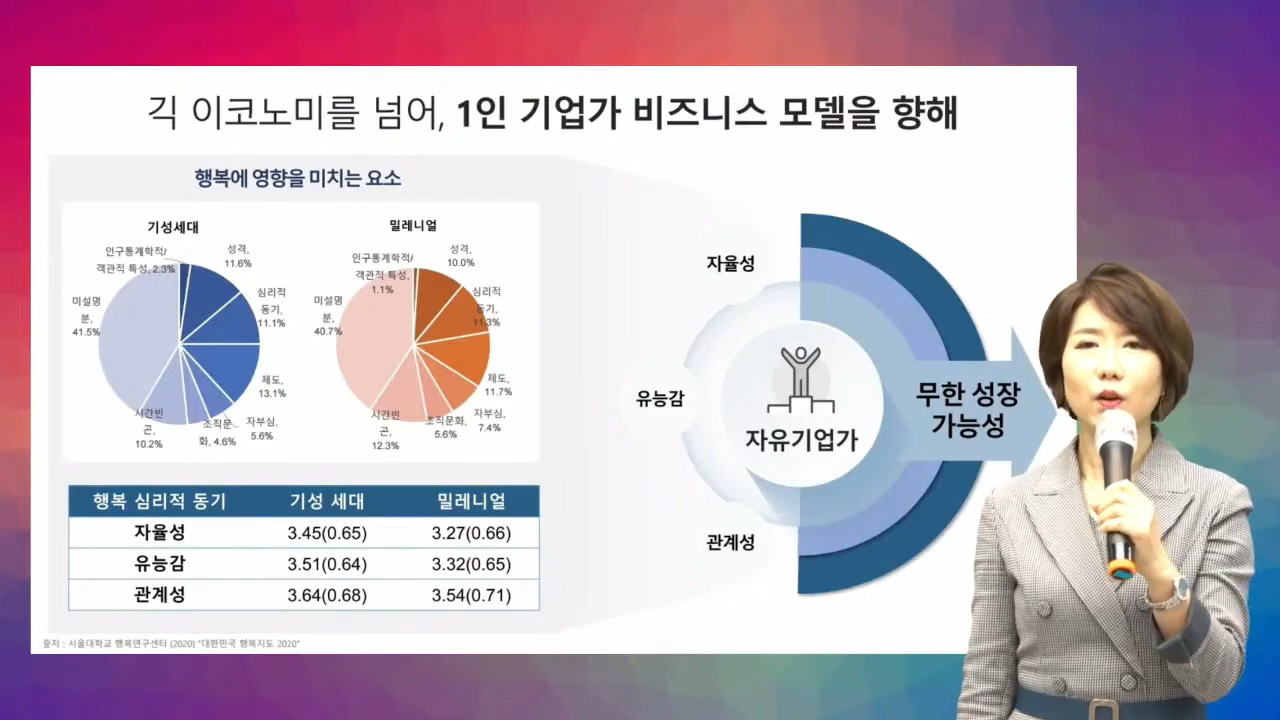 긱 이코노미를 넘어, 1인 기업가 비즈니스 모델을 향해
행복에 영향을 미치는 요소
기성세대
인구통계학적/
객관적 특성, 2.3%
성격,
11.6%
심리적
동기,
11.1%
제도,
13.1%
자부심,
5.6%
조직문
화, 4.6%
시간빈
곤,
10.2%
미설명
분,
41.5%
밀레니얼
인구통계학적/
객관적 특성,
1.1%
성격,
10.0%
심리적
동기,
11.3%
제도,
11.7%
자부심,
7.4%
조직문화,
5.6%
시간빈
곤,
12.3%
미설명
분,
40.7%
행복 심리적 동기 기성 세대 밀레니얼
자율성 3.45(0.65) 3.27(0.66)
유능감 3.51(0.64) 3.32(0.65)
관계성 3.64(0.68) 3.54(0.71)
출처 : 서울대학교 행복연구센터 (2020) "대한민국 행복지도 2020"
자율성
유능감
관계성
자유기업가
무한 성장
가능성